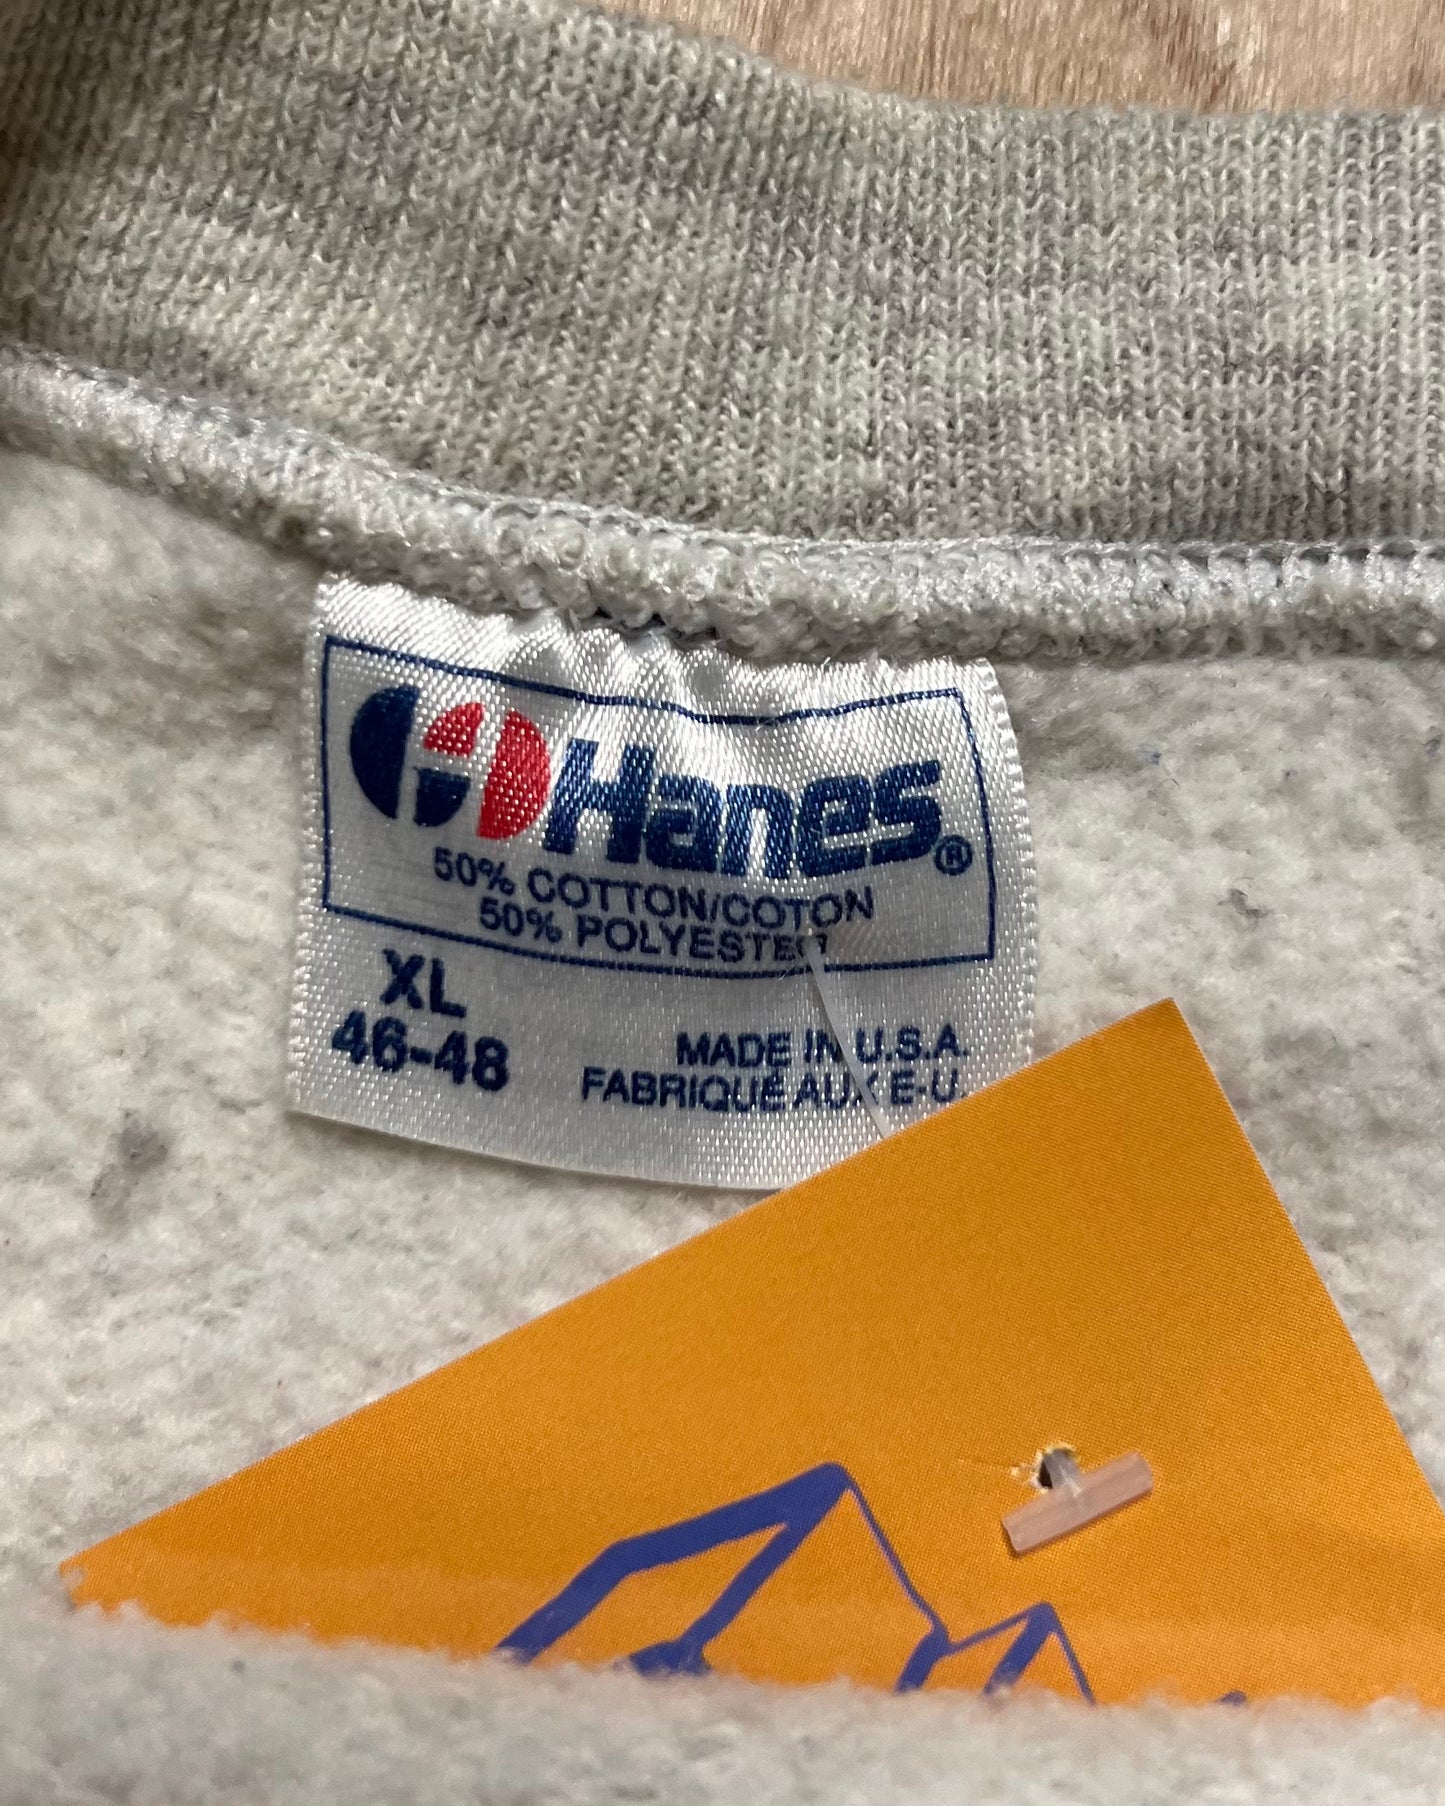 Hanes®
50% COTTON/COTON
50% POLYESTER
XL
46-48
MADE IN U.S.A.
FABRIQUÉ AUX E-U.